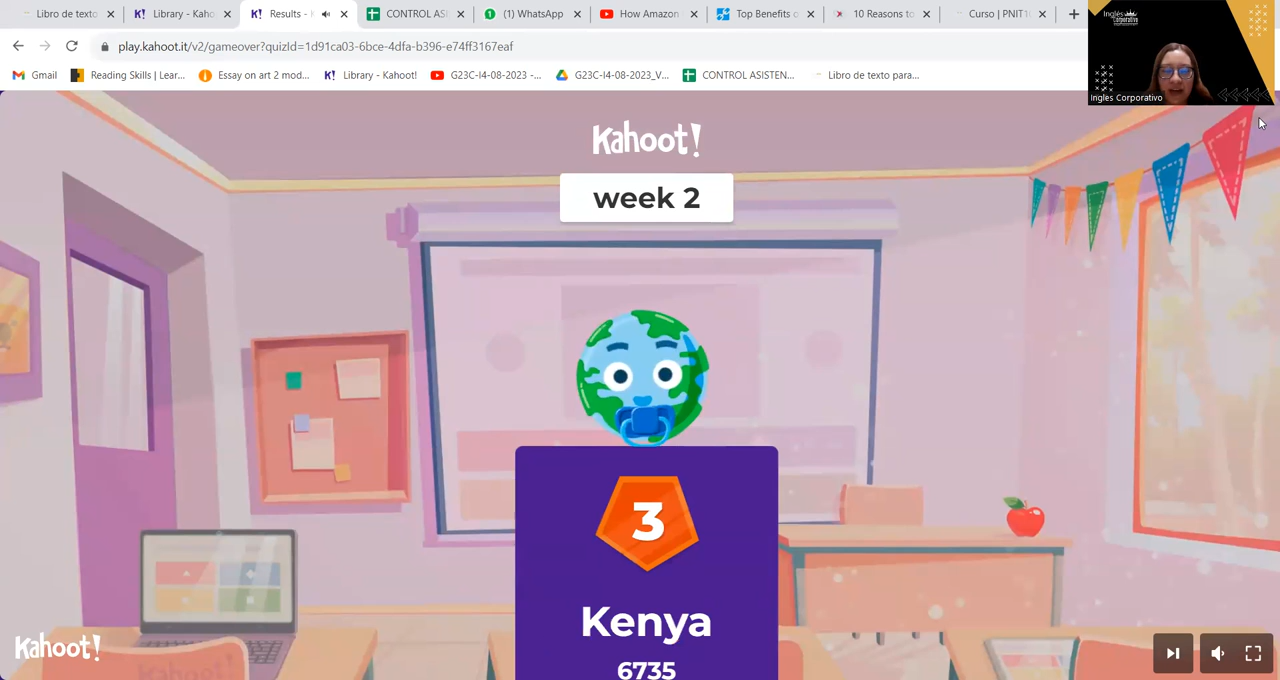 Libro de texto
Library - Kaho
Results - K
CONTROL AS
(1) WhatsApp
How Amazon
Top Benefits o
10 Reasons to
Curso | PNIT1
play.kahoot.it/v2/gameover?quizId=1d91ca03-6bce-4dfa-b396-e74ff3167eaf
Gmail
Reading Skills | Lear...
Essay on art 2 mod...
Library - Kahoot!
G23C-I4-08-2023 -...
G23C-I4-08-2023_V...
CONTROL ASISTEN...
Libro de texto para...
Inglés
Corporativo
Ingles Corporativo
Kahoot!
week 2
3
Kenya
6735
Kahoot!